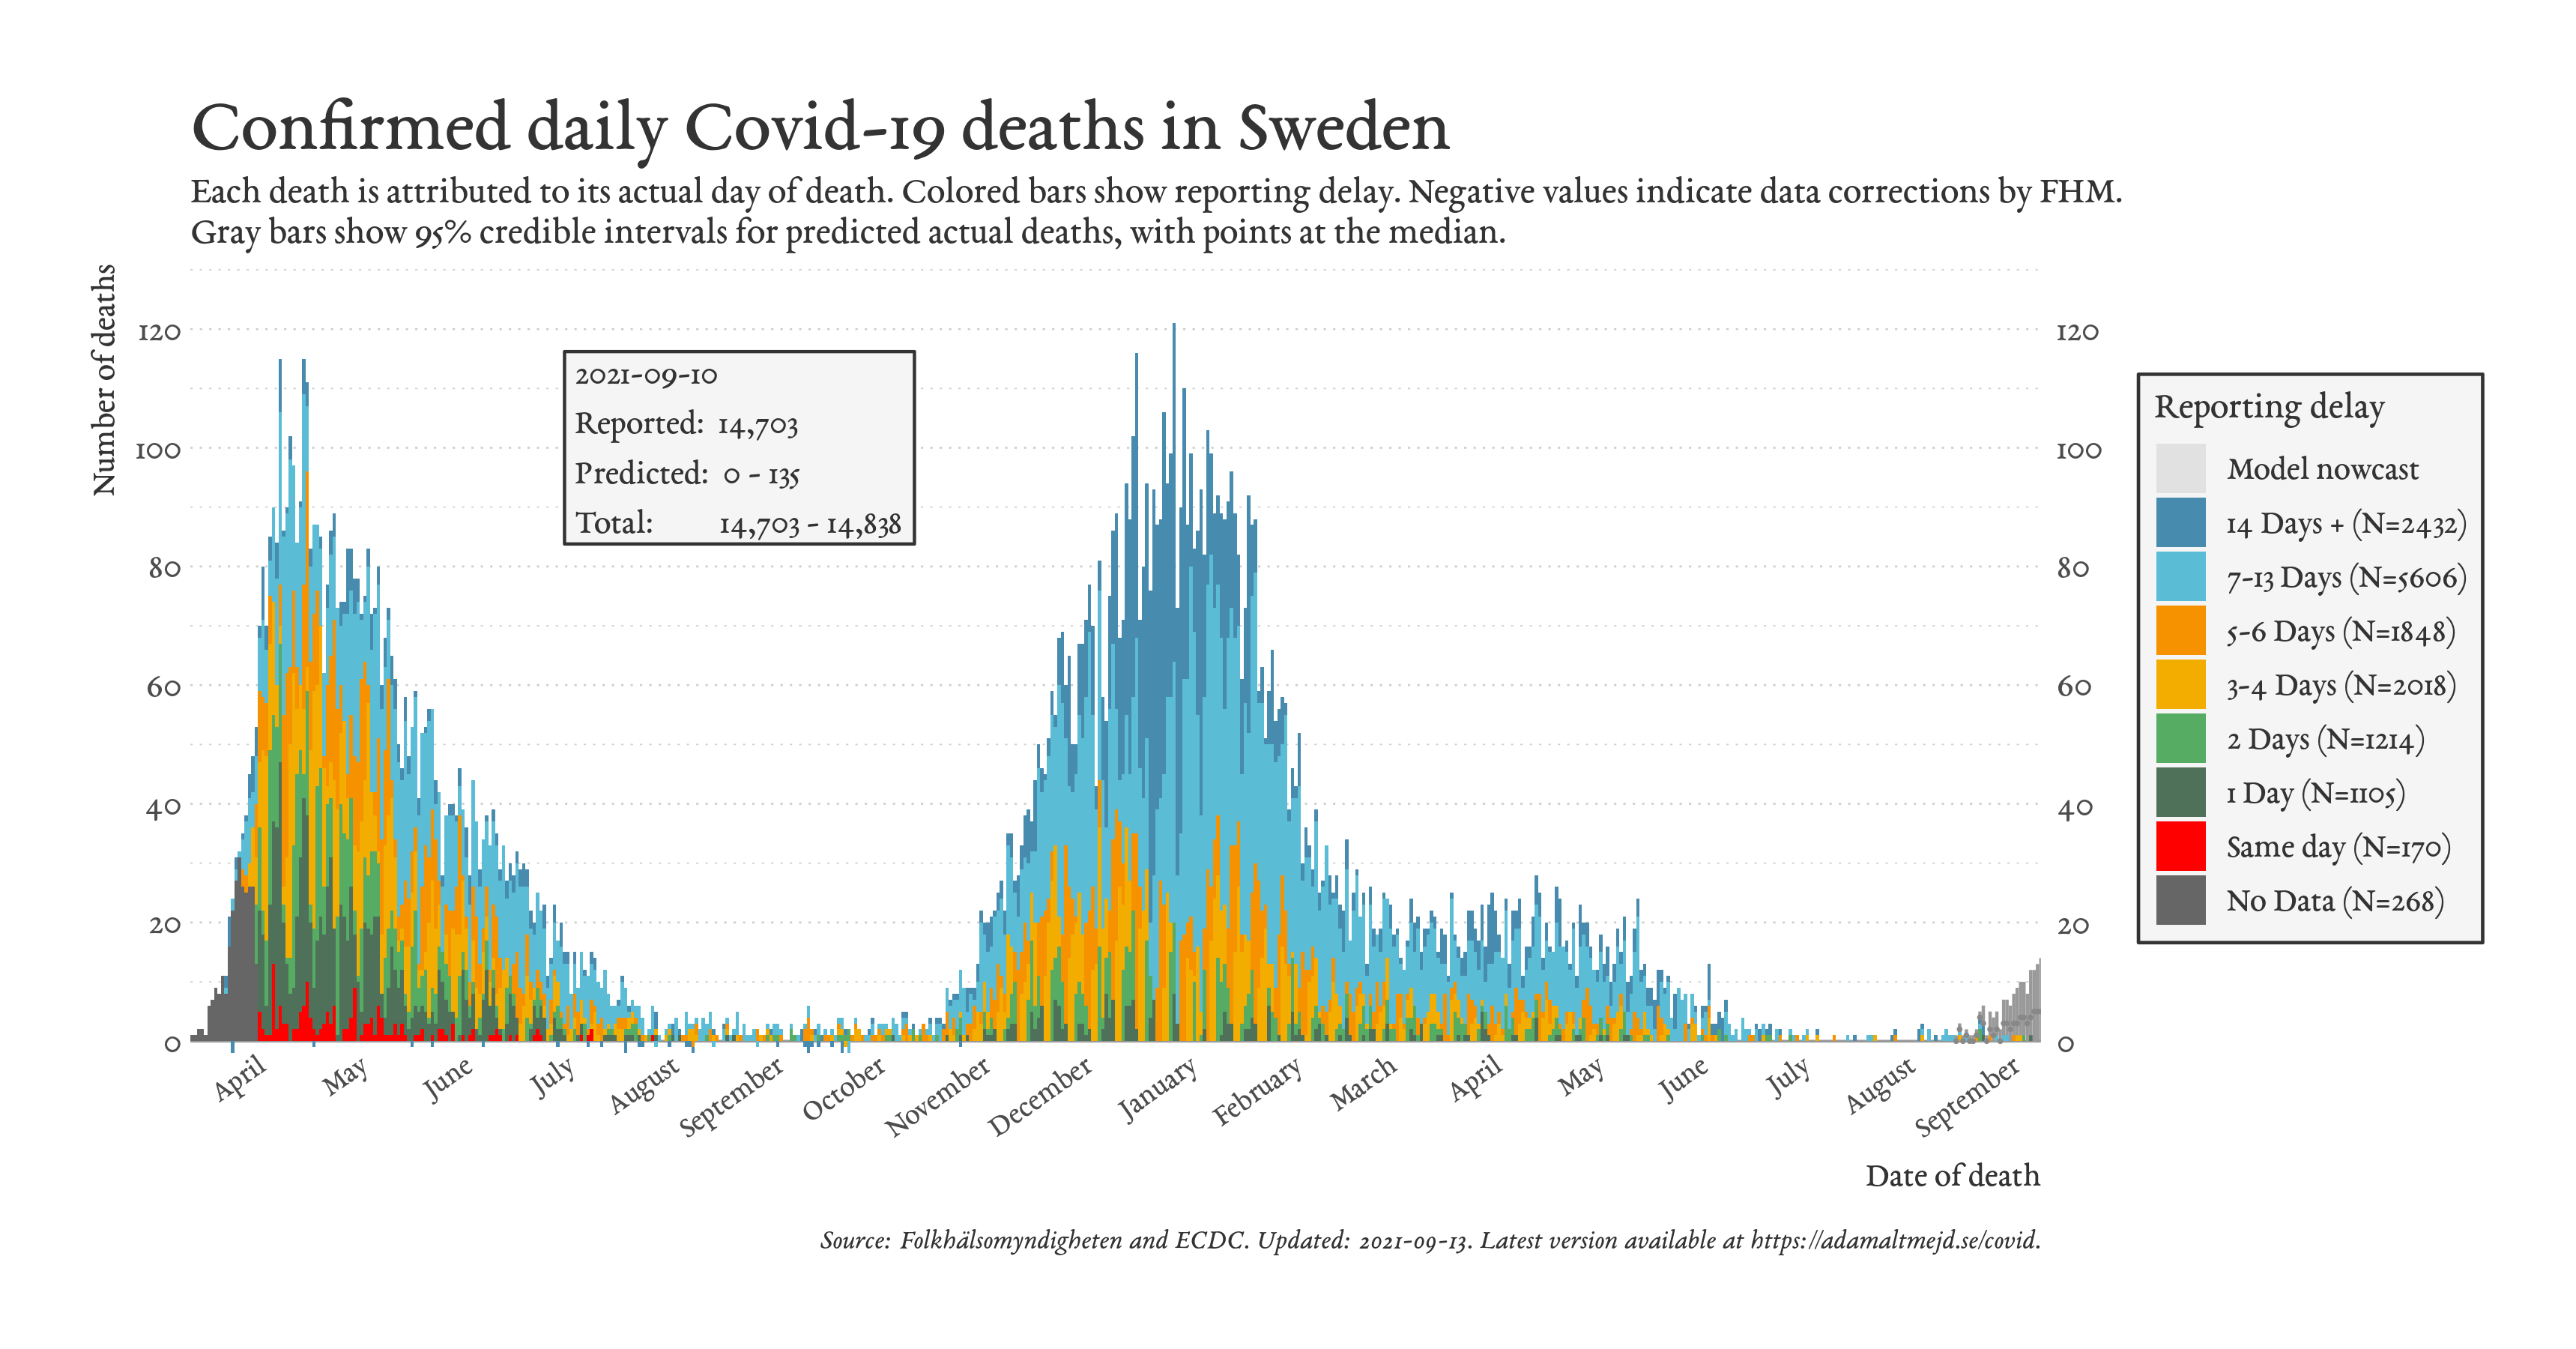 Confirmed daily Covid-19 deaths in Sweden
Each death is attributed to its actual day of death. Colored bars show reporting delay. Negative values indicate data corrections by FHM.
Gray bars show 95% credible intervals for predicted actual deaths, with points at the median.
Number of deaths
120
100
80
60
40
20
0
2021-09-10
Reported: 14,703
Predicted: 0 - 135
Total: 14,703 - 14,838
120
100
80
60
40
20
0
Reporting delay
Model nowcast
14 Days + (N=2432)
7-13 Days (N=5606)
5-6 Days (N=1848)
3-4 Days (N=2018)
2 Days (N=1214)
1 Day (N=1105)
Same day (N=170)
No Data (N=268)
April
May
June
July
August
September
October
November
December
January
February
March
April
May
June
July
August
September
Date of death
Source: Folkhälsomyndigheten and ECDC. Updated: 2021-09-13. Latest version available at https://adamaltmejd.se/covid.